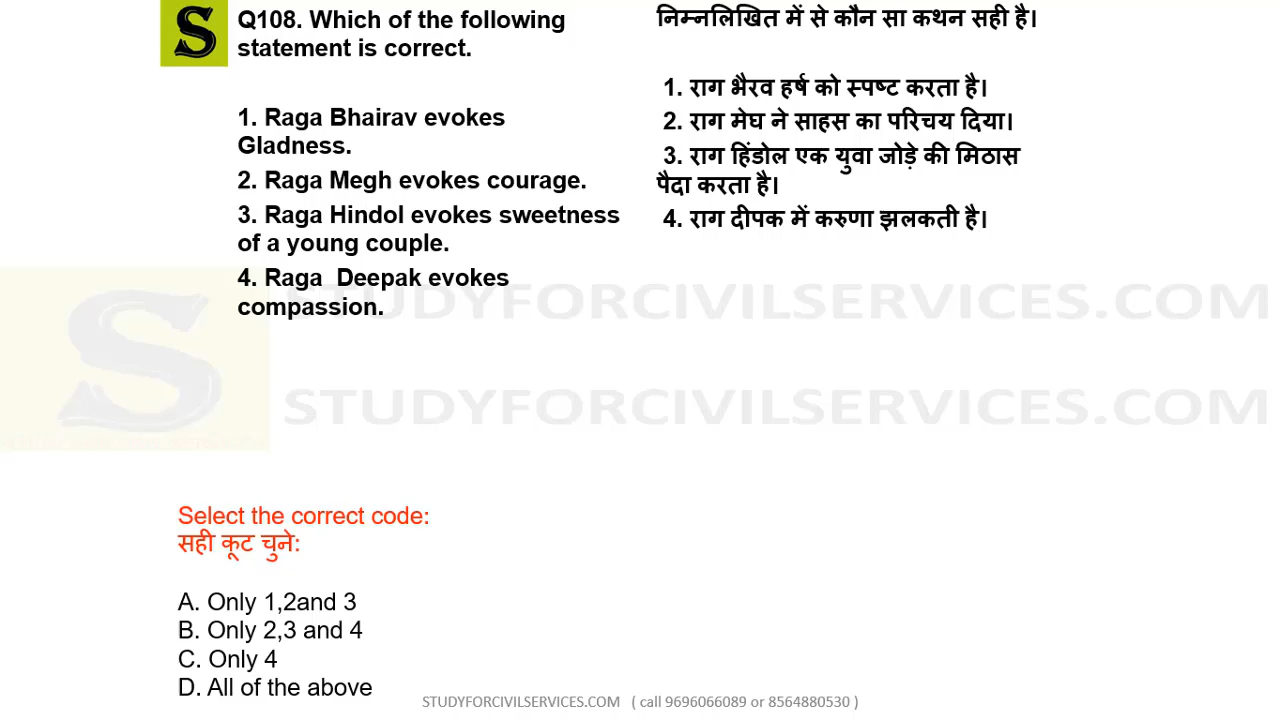 S
Q108. Which of the following
statement is correct.
1. Raga Bhairav evokes
Gladness.
2. Raga Megh evokes courage.
3. Raga Hindol evokes sweetness
of a young couple.
4. Raga  Deepak evokes
compassion.
निम्नलिखित में से कौन सा कथन सही है।
1. राग भैरव हर्ष को स्पष्ट करता है।
2. राग मेघ ने साहस का परिचय दिया।
3. राग हिंडोल एक युवा जोड़े की मिठास
पैदा करता है।
4. राग दीपक में करुणा झलकती है।
STUDYFORCIVILSERVICES.COM
S
STUDYFORCIVILSERVICES.COM
Select the correct code:
सही कूट चुने:
A. Only 1,2and 3
B. Only 2,3 and 4
C. Only 4
D. All of the above
STUDYFORCIVILSERVICES.COM   ( call 9696066089 or 8564880530 )